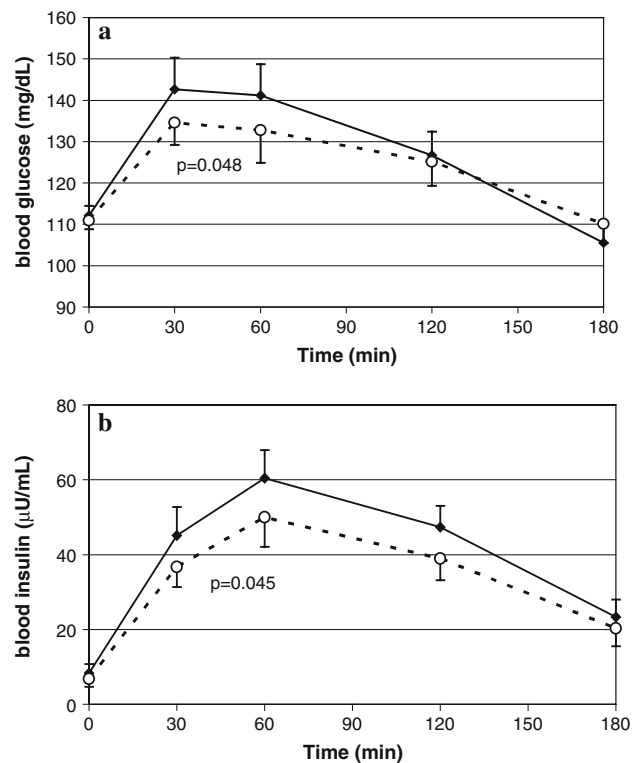 a
blood glucose (mg/dL)
150
140
130
120
110
100
90
p=0.048
0 30 60 90 120 150 180
Time (min)
b
blood insulin (μU/mL)
80
60
40
20
0
p=0.045
0 30 60 90 120 150 180
Time (min)